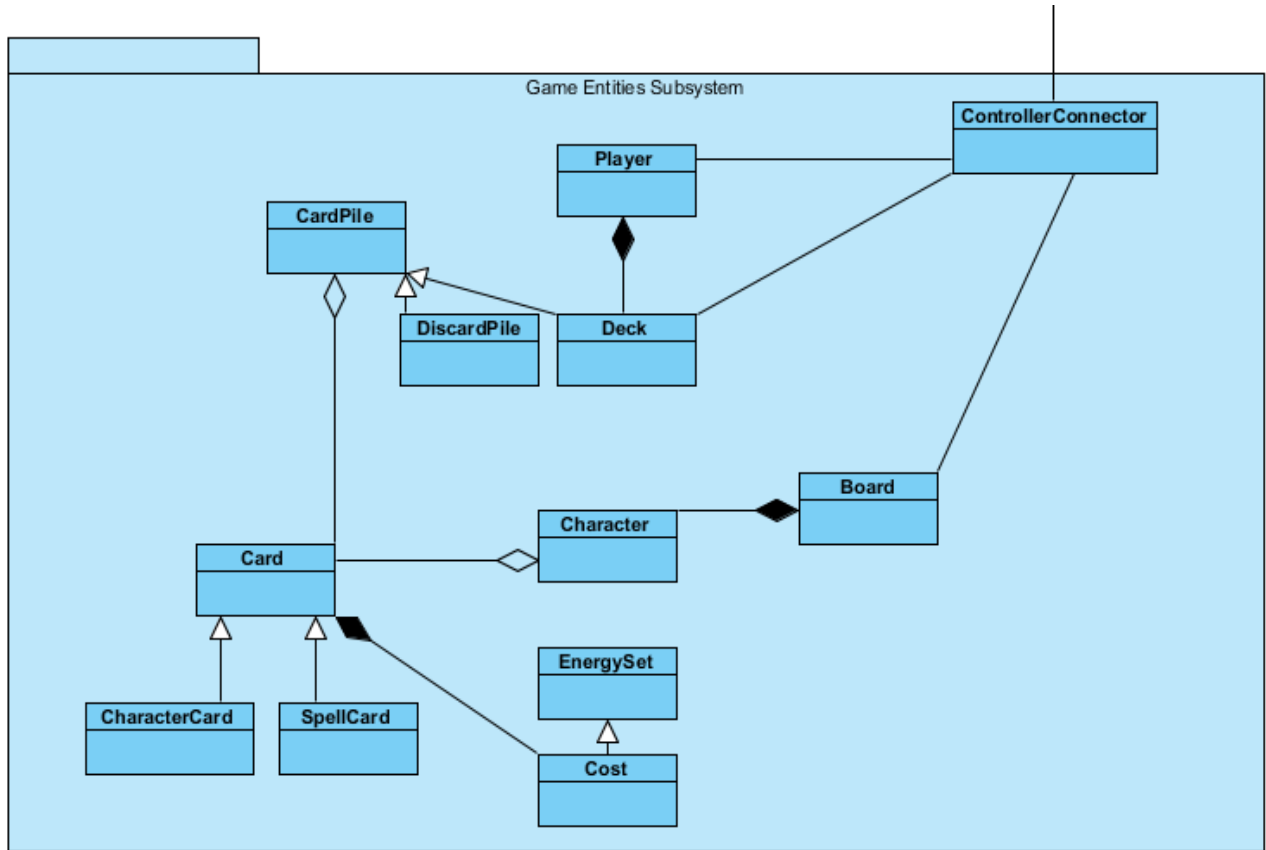 Game Entities Subsystem
ControllerConnector
Player
CardPile
DiscardPile
Deck
Board
Character
Card
EnergySet
CharacterCard
SpellCard
Cost